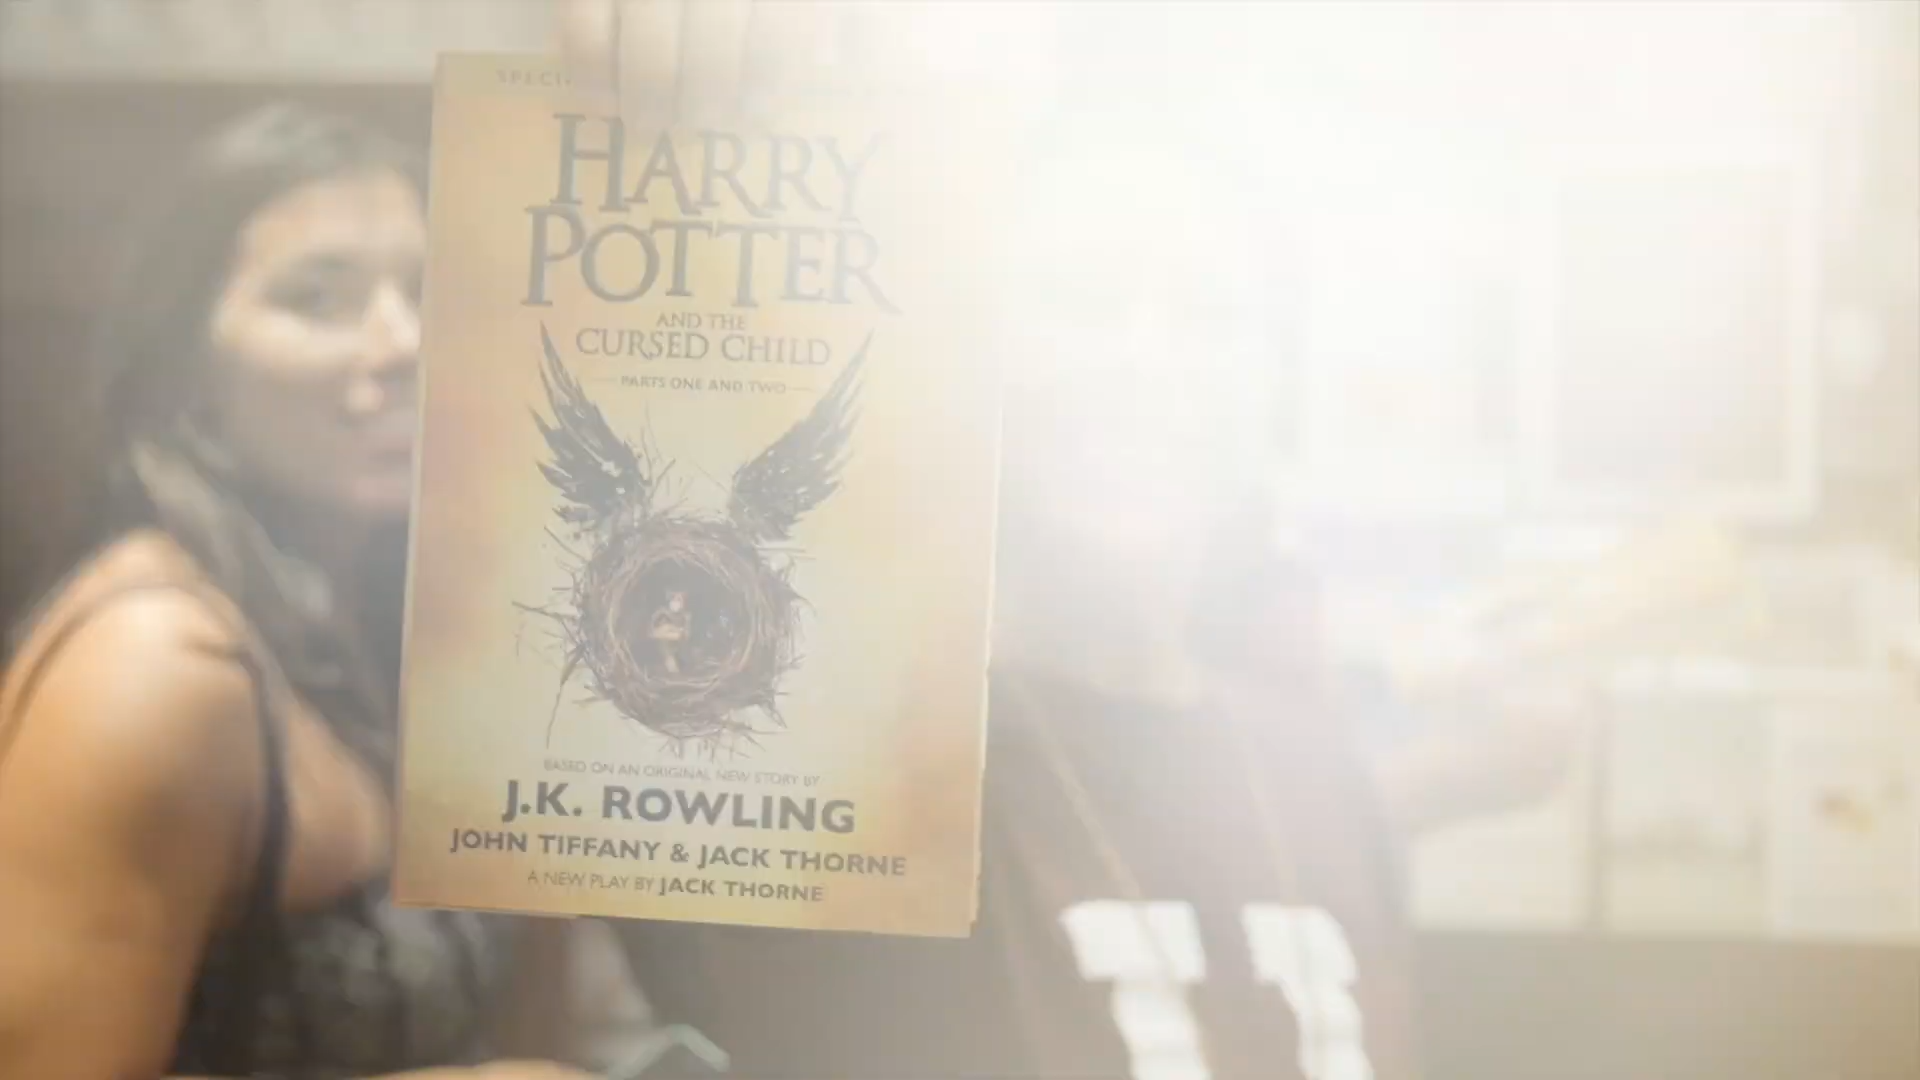 SPECI
HARRY
POTTER
AND THE
CURSED CHILD
PARTS ONE AND TWO
BASED ON AN ORIGINAL NEW STORY BY
J.K. ROWLING
JOHN TIFFANY & JACK THORNE
A NEW PLAY BY JACK THORNE